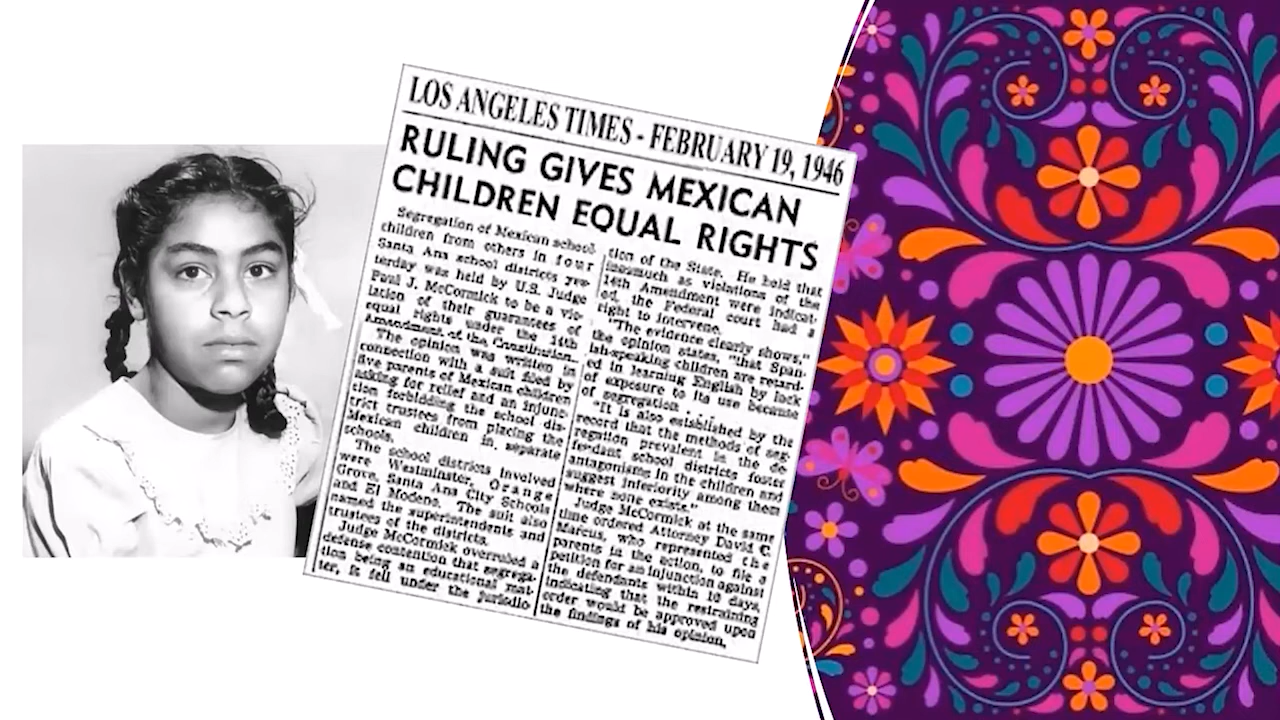 LOS ANGELES TIMES - FEBRUARY 19, 1946
RULING GIVES MEXICAN
CHILDREN EQUAL RIGHTS
Segregation of Mexican school
children from others in four
Santa Ana school districts yes-
terday was held by U.S. Judge
Paul J. McCormick to be a vio-
lation of their guarantees of
equal rights under the 14th
Amendment of the Constitution.
The opinion was written in
connection with a suit filed by
five parents of Mexican children
asking for relief and an injunc-
tion forbidding the school dis-
trict trustees from placing the
Mexican children in separate
schools.
The school districts involved
were Westminster, Orange
Grove, Santa Ana City Schools
and El Modeno. The suit also
named the superintendents and
trustees of the districts.
Judge McCormick overruled a
defense contention that segrega-
tion being an educational mat-
ter, it fell under the jurisdic-
tion of the State. He held that
inasmuch as violations of the
14th Amendment were indicat-
ed, the Federal court had a
right to intervene.
"The evidence clearly shows,"
the opinion states, "that Span-
ish-speaking children are retard-
ed in learning English by lack
of exposure to its use because
of segregation.
"It is also established by the
record that the methods of seg-
regation prevalent in the de-
fendant school districts foster
antagonisms in the children and
suggest inferiority among them
where none exists."
Judge McCormick at the same
time ordered Attorney David C.
Marcus, who represented the
parents in the action, to file a
petition for an injunction against
the defendants within 10 days,
indicating that the restraining
order would be approved upon
the findings of his opinion.